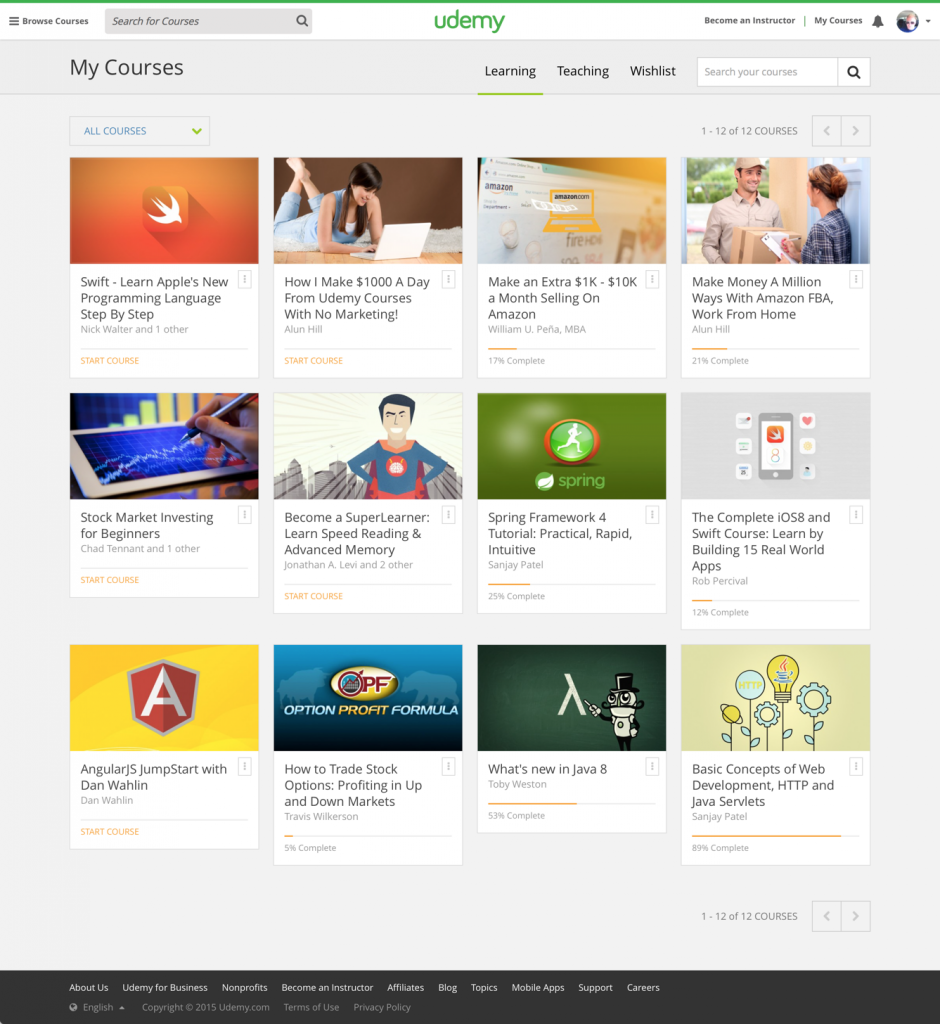 Browse Courses
Search for Courses
udemy
Become an Instructor
My Courses
My Courses
Learning
Teaching
Wishlist
Search your courses
ALL COURSES
1 - 12 of 12 COURSES
amazon
amazon.com
fire
Swift - Learn Apple's New
Programming Language
Step By Step
Nick Walter and 1 other
START COURSE
How I Make $1000 A Day
From Udemy Courses
With No Marketing!
Alun Hill
START COURSE
Make an Extra $1K - $10K
a Month Selling On
Amazon
William U. Peña, MBA
17% Complete
Make Money A Million
Ways With Amazon FBA,
Work From Home
Alun Hill
21% Complete
spring
8
Stock Market Investing
for Beginners
Chad Tennant and 1 other
START COURSE
Become a SuperLearner:
Learn Speed Reading &
Advanced Memory
Jonathan A. Levi and 2 other
START COURSE
Spring Framework 4
Tutorial: Practical, Rapid,
Intuitive
Sanjay Patel
25% Complete
The Complete iOS8 and
Swift Course: Learn by
Building 15 Real World
Apps
Rob Percival
12% Complete
A
OPF
OPTION PROFIT FORMULA
λ
HTTP
AngularJS JumpStart with
Dan Wahlin
Dan Wahlin
START COURSE
How to Trade Stock
Options: Profiting in Up
and Down Markets
Travis Wilkerson
5% Complete
What's new in Java 8
Toby Weston
53% Complete
Basic Concepts of Web
Development, HTTP and
Java Servlets
Sanjay Patel
89% Complete
1 - 12 of 12 COURSES
About Us
Udemy for Business
Nonprofits
Become an Instructor
Affiliates
Blog
Topics
Mobile Apps
Support
Careers
English
Copyright © 2015 Udemy.com
Terms of Use
Privacy Policy